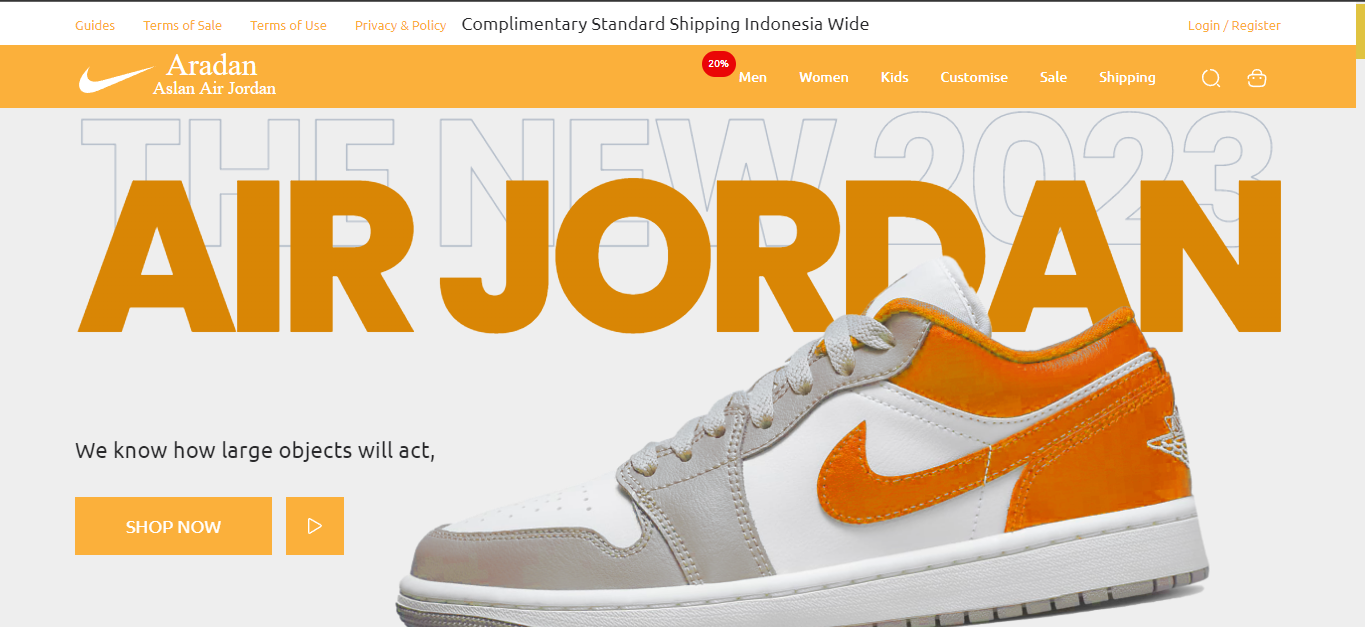 Guides Terms of Sale Terms of Use Privacy & Policy Complimentary Standard Shipping Indonesia Wide Login / Register
Aradan
Aslan Air Jordan
20%
Men Women Kids Customise Sale Shipping
THE NEW 2023
AIR JORDAN
We know how large objects will act,
SHOP NOW